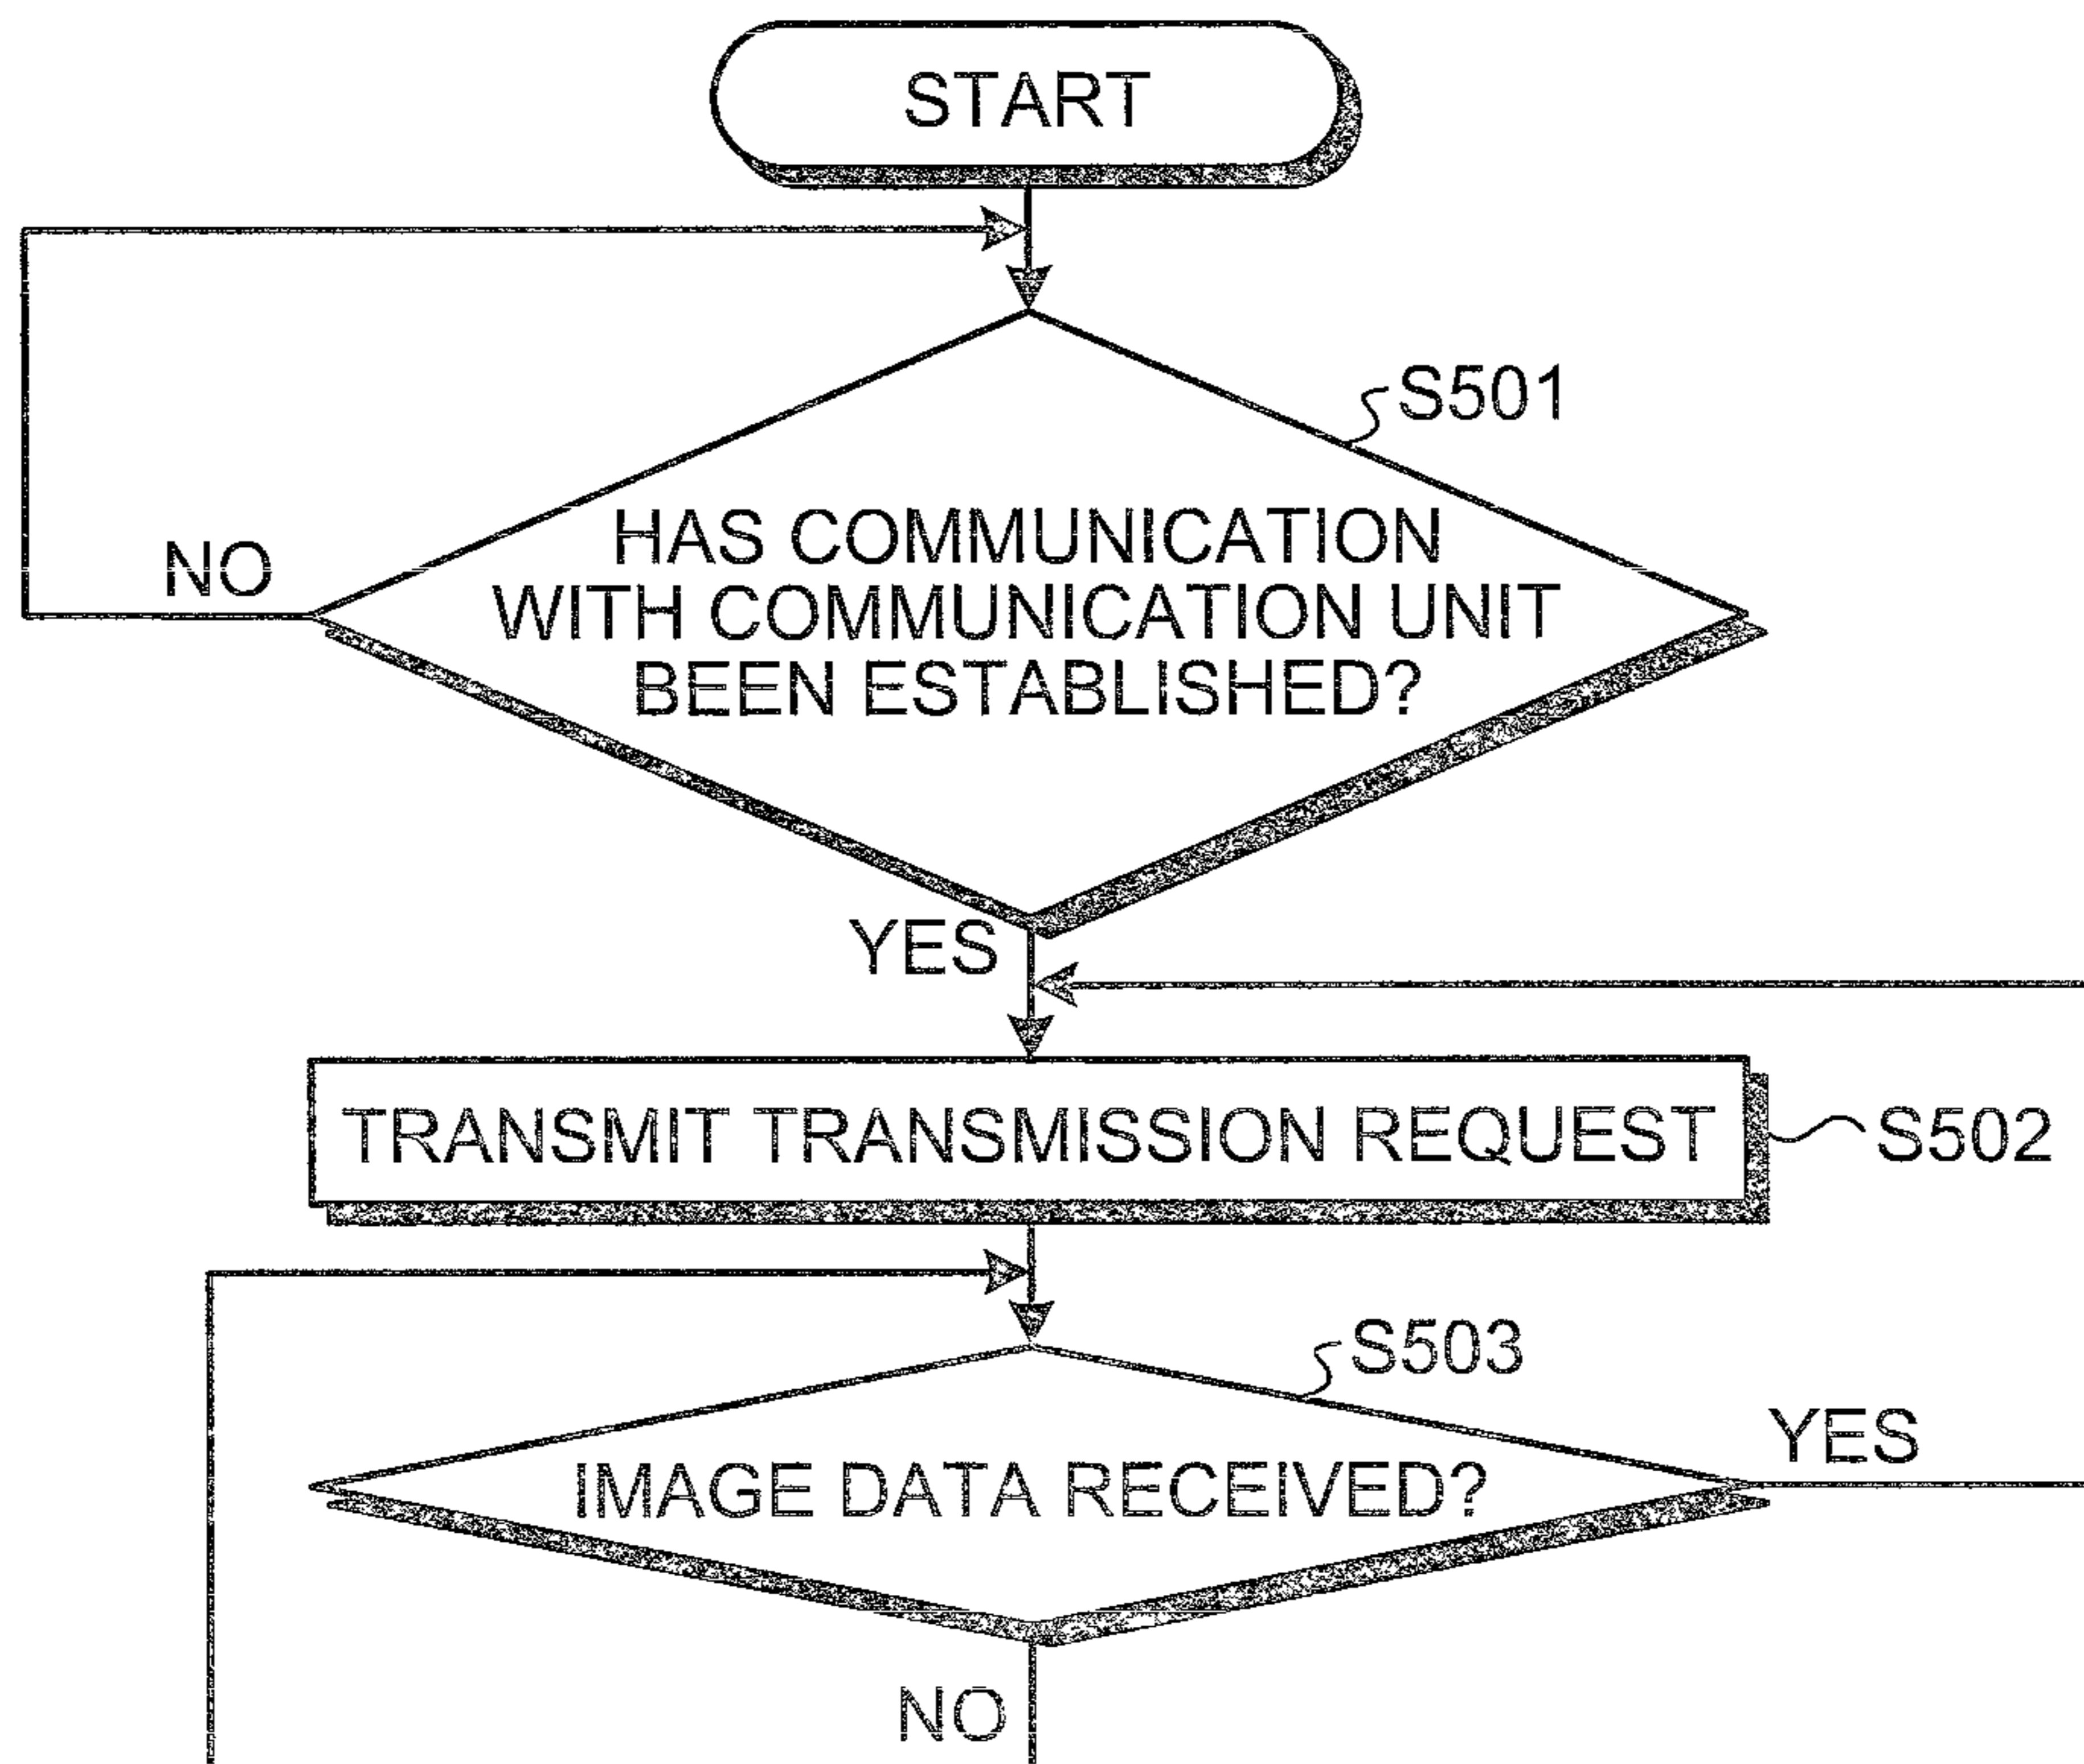 START
S501
HAS COMMUNICATION
WITH COMMUNICATION UNIT
BEEN ESTABLISHED?
NO
YES
TRANSMIT TRANSMISSION REQUEST
S502
S503
IMAGE DATA RECEIVED?
YES
NO